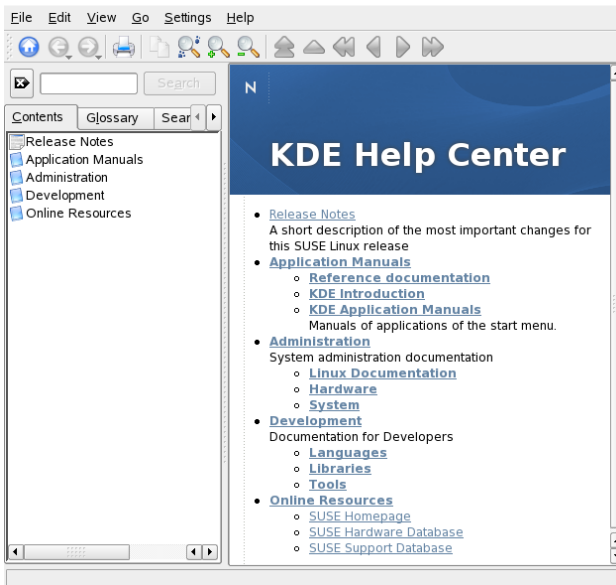 File Edit View Go Settings Help
Search
Contents Glossary Sear
Release Notes
Application Manuals
Administration
Development
Online Resources
N
KDE Help Center
Release Notes
A short description of the most important changes for
this SUSE Linux release
Application Manuals
Reference documentation
KDE Introduction
KDE Application Manuals
Manuals of applications of the start menu.
Administration
System administration documentation
Linux Documentation
Hardware
System
Development
Documentation for Developers
Languages
Libraries
Tools
Online Resources
SUSE Homepage
SUSE Hardware Database
SUSE Support Database